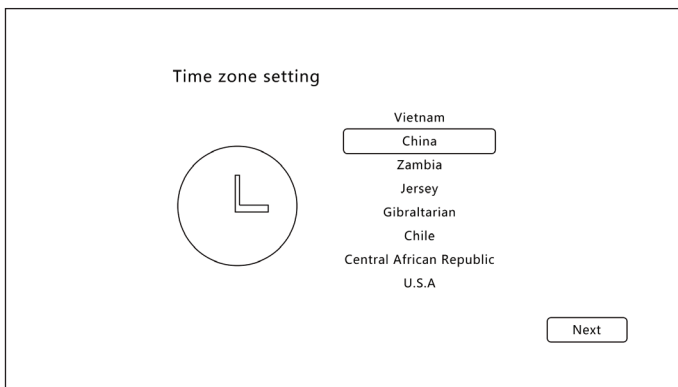 Time zone setting
Vietnam
China
Zambia
Jersey
Gibraltarian
Chile
Central African Republic
U.S.A
Next